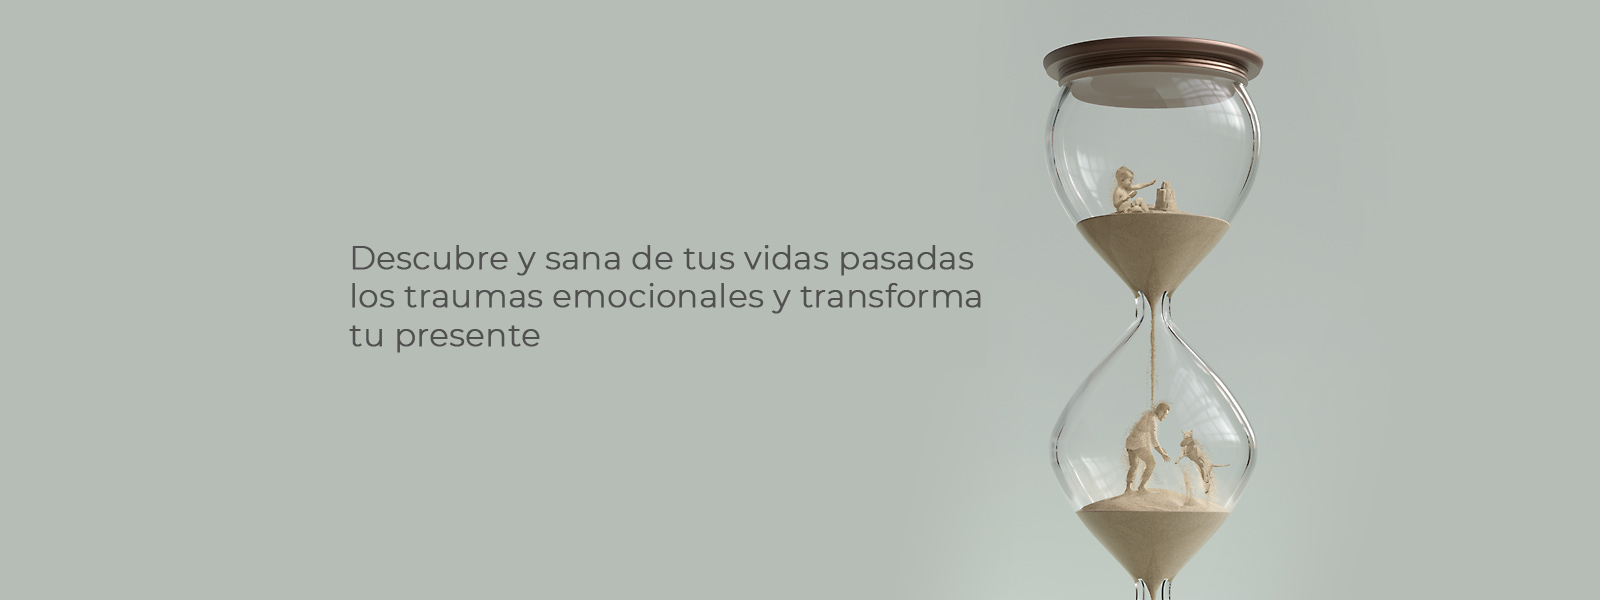 Descubre y sana de tus vidas pasadas
los traumas emocionales y transforma
tu presente